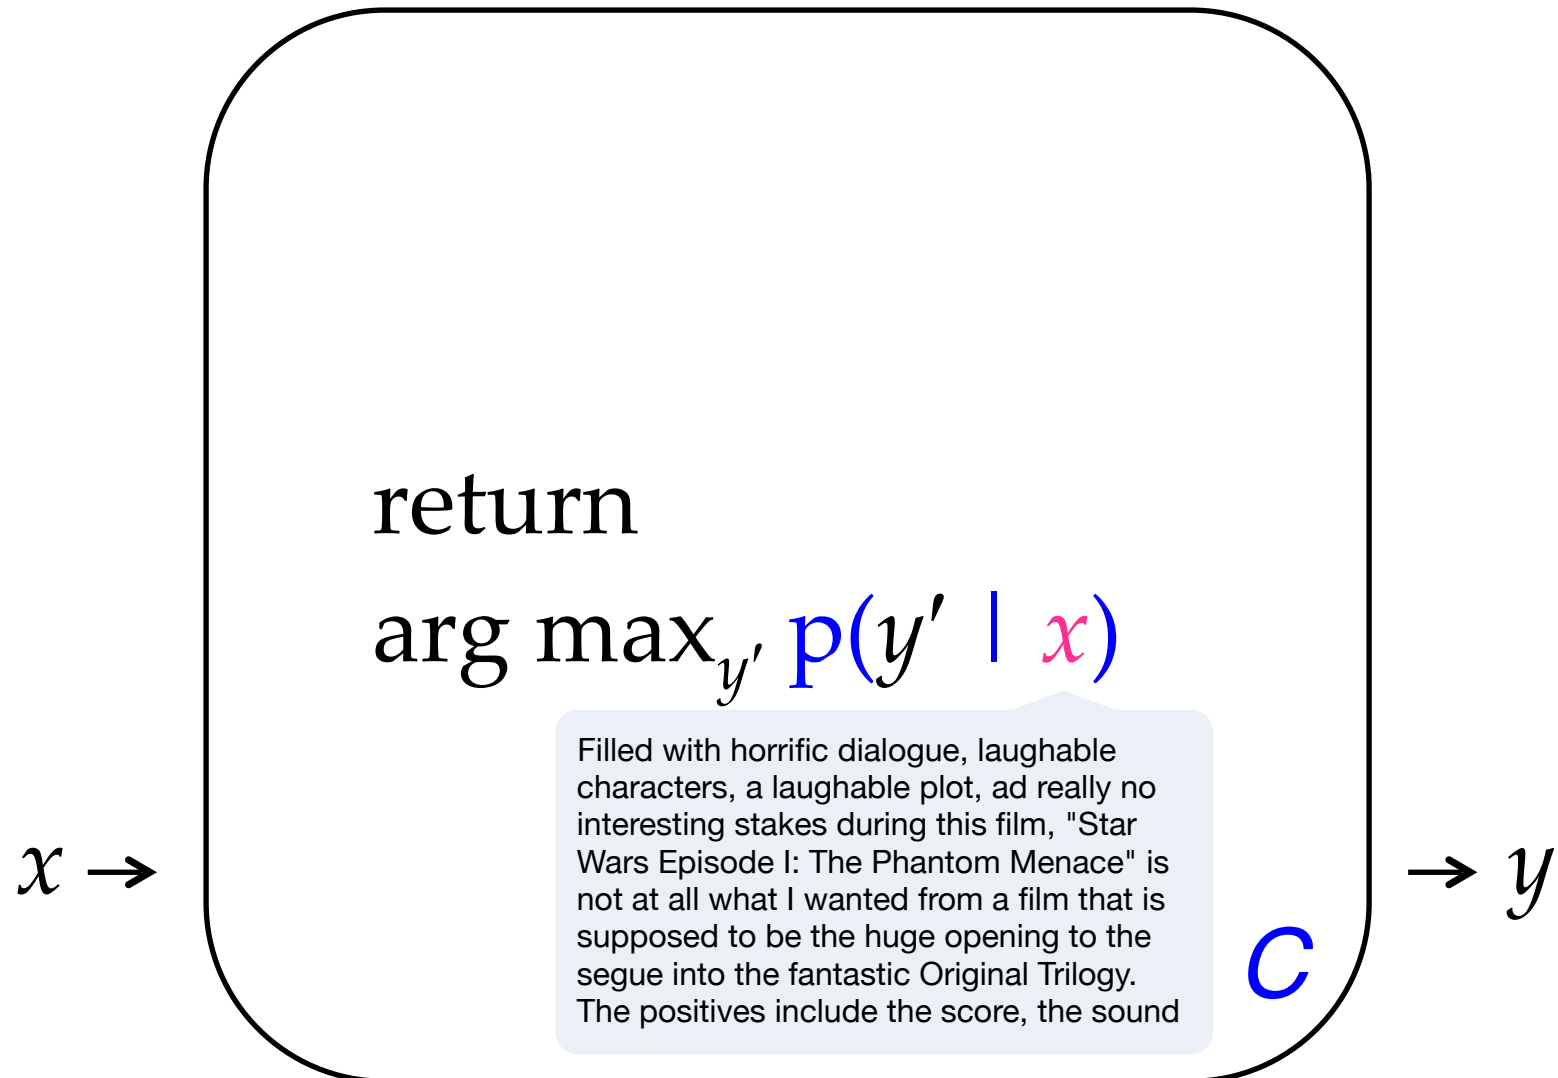 return
arg max_y′ p(y′ | x)
Filled with horrific dialogue, laughable
characters, a laughable plot, ad really no
interesting stakes during this film, "Star
Wars Episode I: The Phantom Menace" is
not at all what I wanted from a film that is
supposed to be the huge opening to the
segue into the fantastic Original Trilogy.
The positives include the score, the sound
x → → y
C